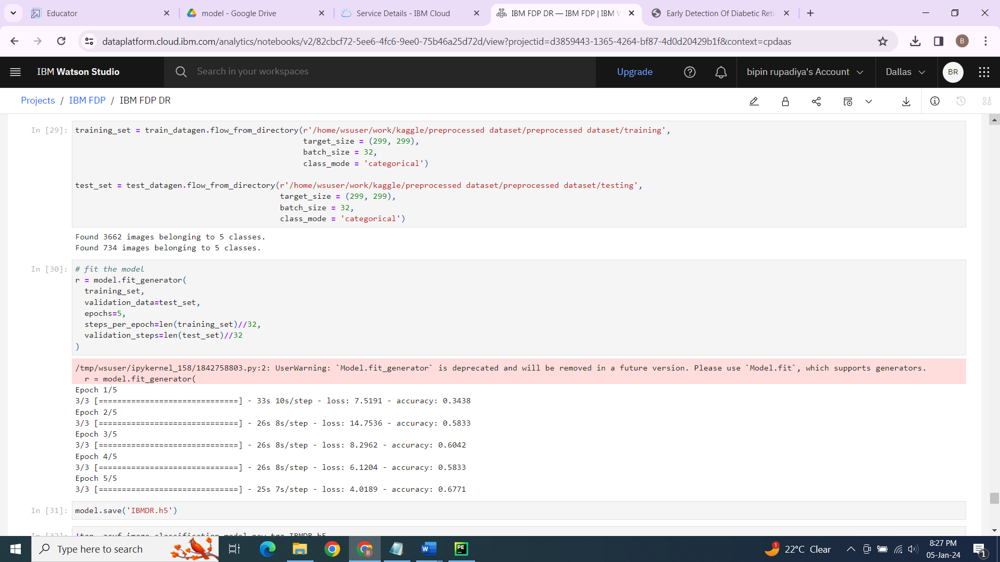 Educator
model - Google Drive
Service Details - IBM Cloud
IBM FDP DR — IBM FDP | IBM W
Early Detection Of Diabetic Reti
dataplatform.cloud.ibm.com/analytics/notebooks/v2/82cbcf72-5ee6-4fc6-9ee0-75b46a25d72d/view?projectid=d3859443-1365-4264-bf87-4d0d20429b1f&context=cpdaas
B
IBM Watson Studio
Search in your workspaces
Upgrade
bipin rupadiya's Account
Dallas
BR
Projects / IBM FDP / IBM FDP DR
In [29]: training_set = train_datagen.flow_from_directory(r'/home/wsuser/work/kaggle/preprocessed dataset/preprocessed dataset/training',
target_size = (299, 299),
batch_size = 32,
class_mode = 'categorical')
test_set = test_datagen.flow_from_directory(r'/home/wsuser/work/kaggle/preprocessed dataset/preprocessed dataset/testing',
target_size = (299, 299),
batch_size = 32,
class_mode = 'categorical')
Found 3662 images belonging to 5 classes.
Found 734 images belonging to 5 classes.
In [30]: # fit the model
r = model.fit_generator(
training_set,
validation_data=test_set,
epochs=5,
steps_per_epoch=len(training_set)//32,
validation_steps=len(test_set)//32
)
/tmp/wsuser/ipykernel_158/1842758803.py:2: UserWarning: `Model.fit_generator` is deprecated and will be removed in a future version. Please use `Model.fit`, which supports generators.
r = model.fit_generator(
Epoch 1/5
3/3 [==============================] - 33s 10s/step - loss: 7.5191 - accuracy: 0.3438
Epoch 2/5
3/3 [==============================] - 26s 8s/step - loss: 14.7536 - accuracy: 0.5833
Epoch 3/5
3/3 [==============================] - 26s 8s/step - loss: 8.2962 - accuracy: 0.6042
Epoch 4/5
3/3 [==============================] - 26s 8s/step - loss: 6.1204 - accuracy: 0.5833
Epoch 5/5
3/3 [==============================] - 25s 7s/step - loss: 4.0189 - accuracy: 0.6771
In [31]: model.save('IBMDR.h5')
In [32]: !tar -zcvf image-classification-model_new.tgz IBMDR.h5
Type here to search
W
PE
1
22°C Clear
8:27 PM
05-Jan-24
1